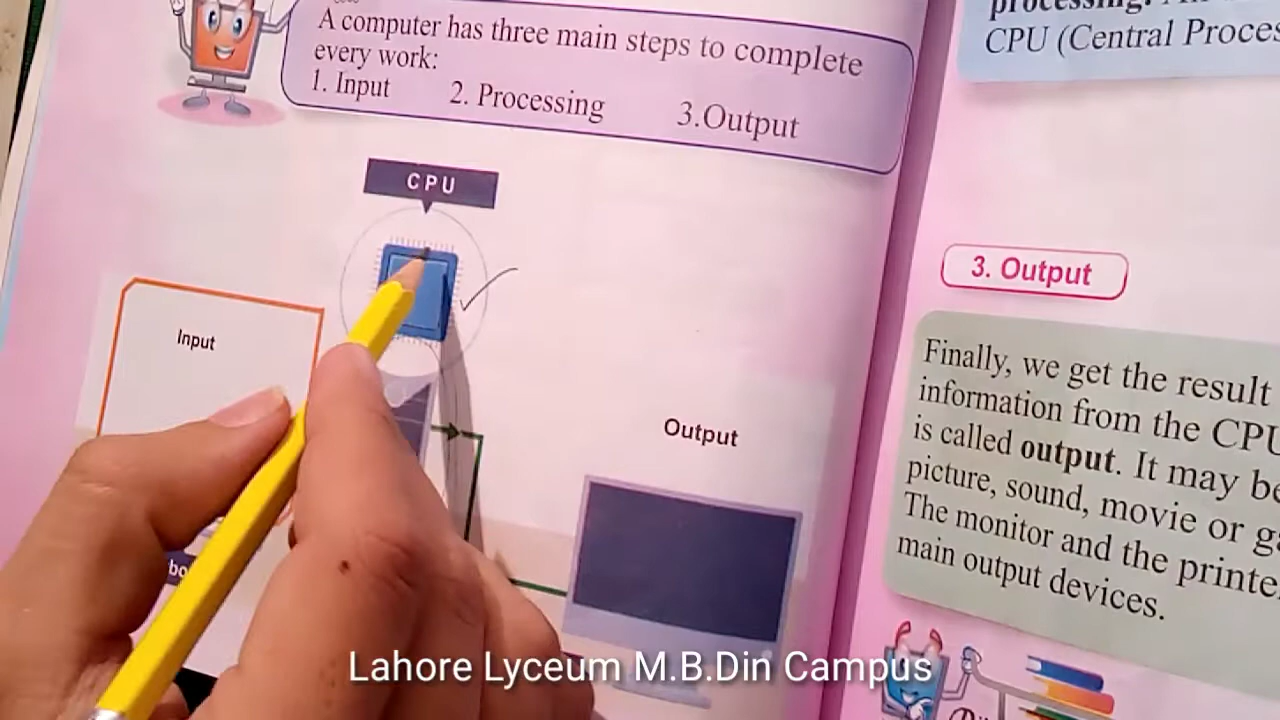 A computer has three main steps to complete
every work:
1. Input 2. Processing 3.Output
CPU
Input
Output
processing.
CPU (Central
3. Output
Finally, we get the result
information from the CPU
is called output. It may be
picture, sound, movie or
The monitor and the
main output devices.
Lahore Lyceum M.B.Din Campus